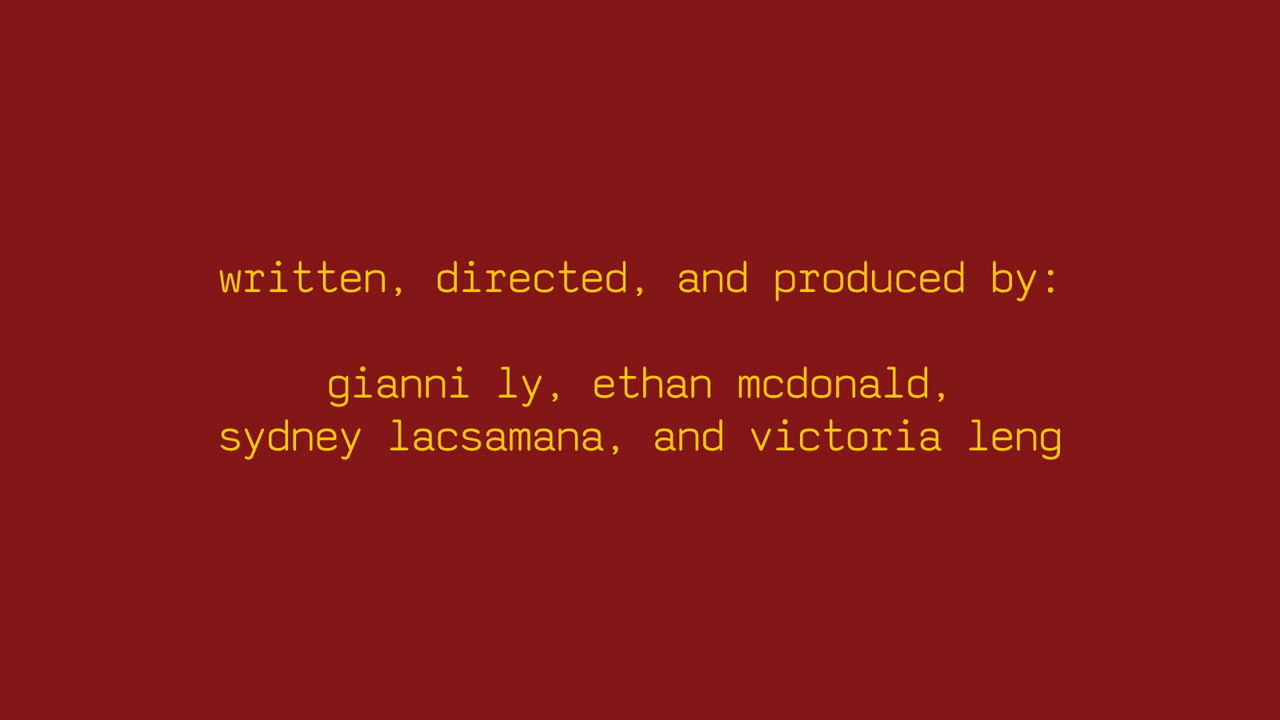 written, directed, and produced by:
gianni ly, ethan mcdonald,
sydney lacsamana, and victoria leng